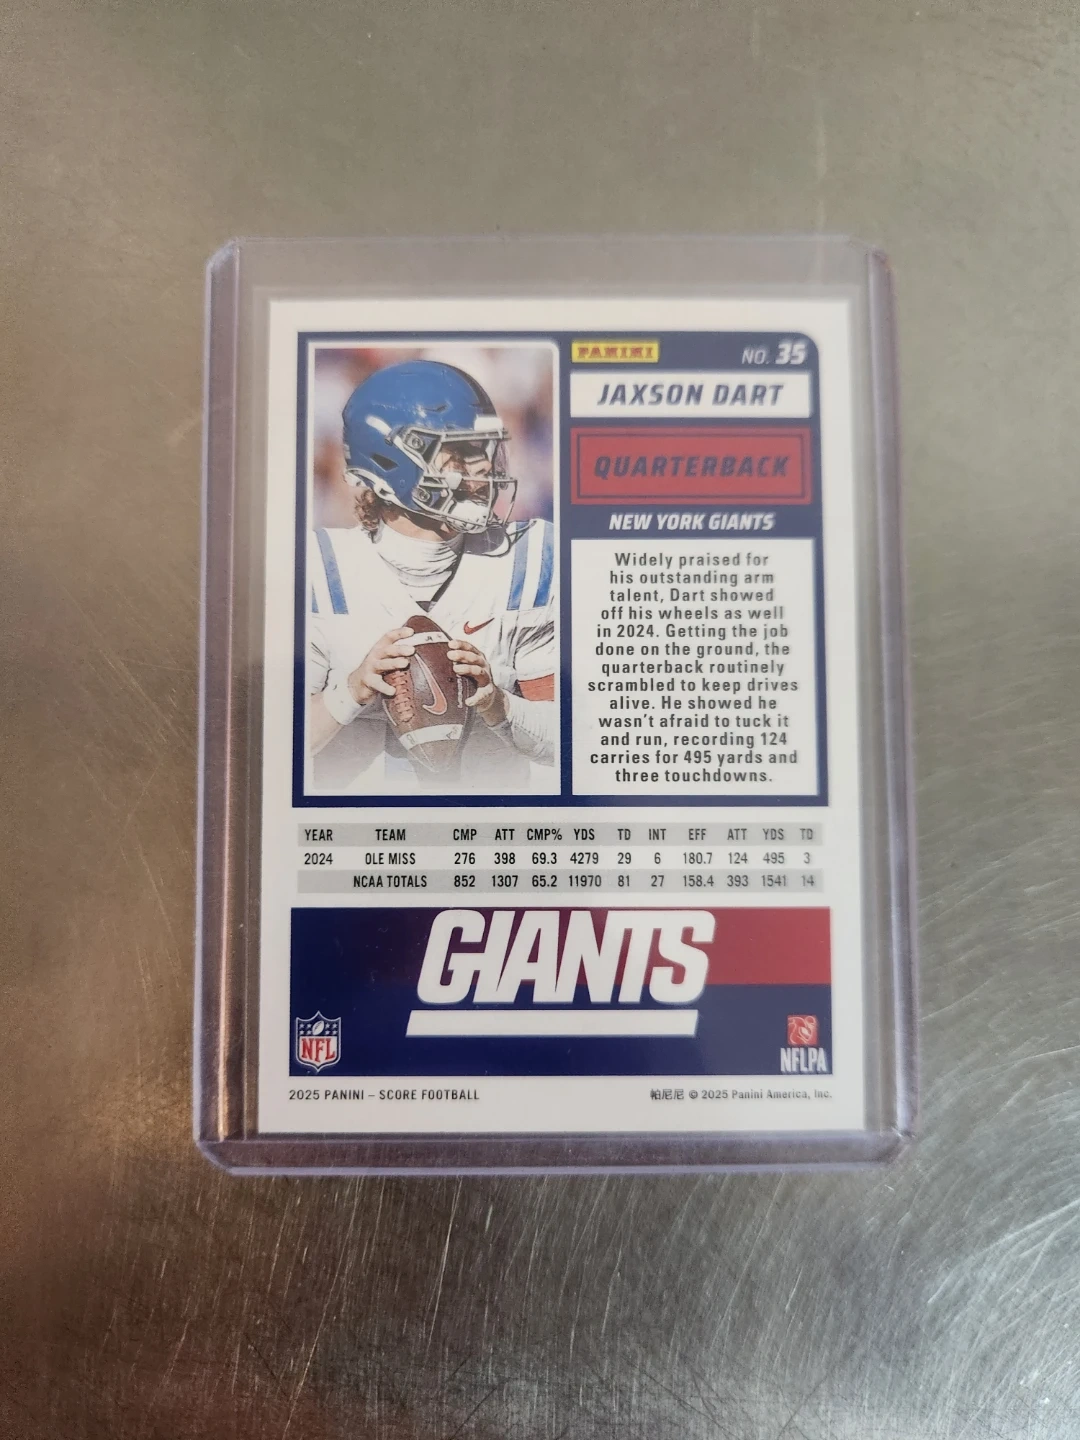 PANINI
NO. 35
JAXSON DART
QUARTERBACK
NEW YORK GIANTS
Widely praised for
his outstanding arm
talent, Dart showed
off his wheels as well
in 2024. Getting the job
done on the ground, the
quarterback routinely
scrambled to keep drives
alive. He showed he
wasn't afraid to tuck it
and run, recording 124
carries for 495 yards and
three touchdowns.
YEAR TEAM CMP ATT CMP% YDS TD INT EFF ATT YDS TD
2024 OLE MISS 276 398 69.3 4279 29 6 180.7 124 495 3
NCAA TOTALS 852 1307 65.2 11970 81 27 158.4 393 1541 14
GIANTS
NFL
NFLPA
2025 PANINI – SCORE FOOTBALL
帕尼尼 © 2025 Panini America, Inc.